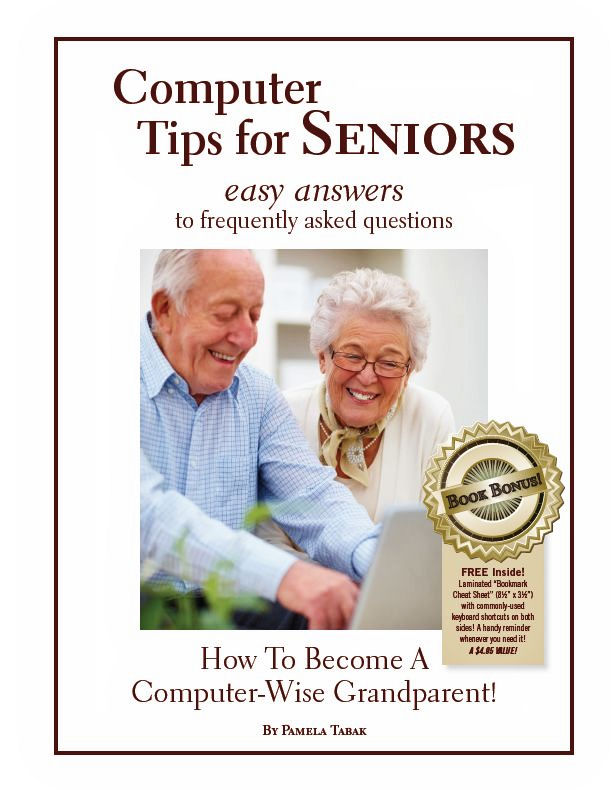 Computer
Tips for SENIORS
easy answers
to frequently asked questions
BOOK BONUS!
FREE Inside!
Laminated “Bookmark
Cheat Sheet” (8½” x 3½”)
with commonly-used
keyboard shortcuts on both
sides! A handy reminder
whenever you need it!
A $4.95 VALUE!
How To Become A
Computer-Wise Grandparent!
BY PAMELA TABAK